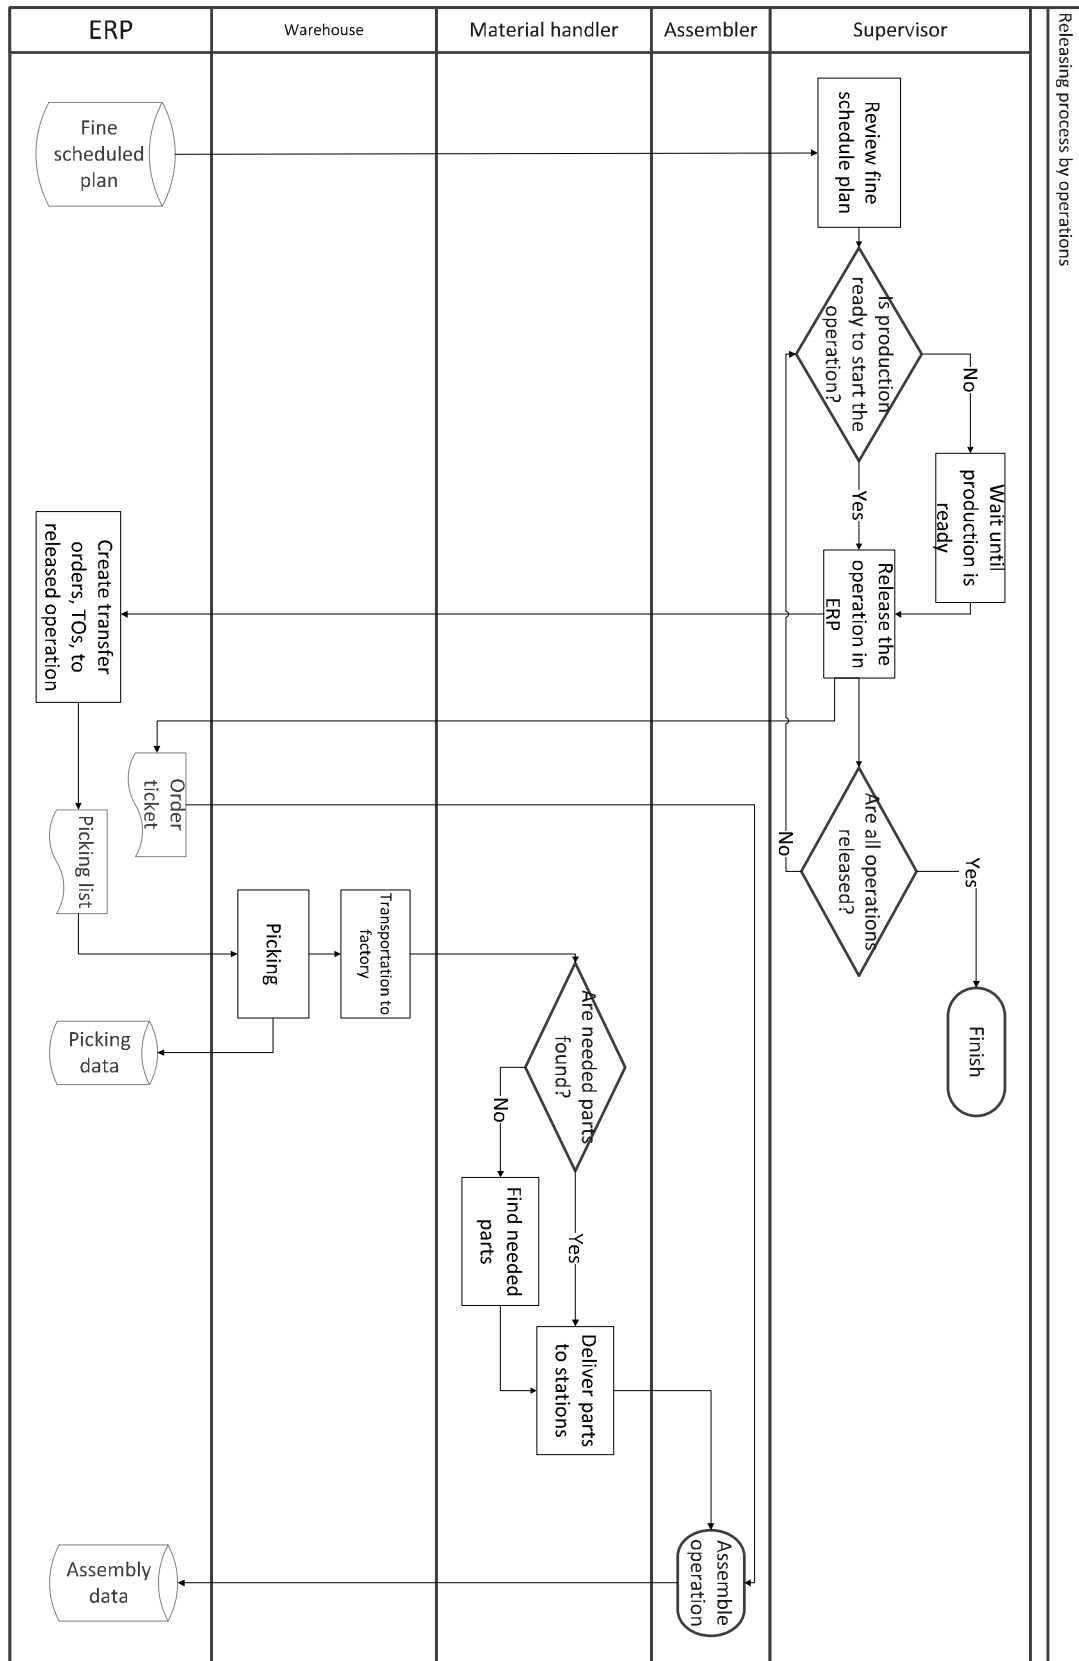 Releasing process by operations
ERP
Warehouse
Material handler
Assembler
Supervisor
Fine
scheduled
plan
Review fine
schedule plan
Is production
ready to start the
operation?
No
Wait until
production is
ready
Yes
Release the
operation in
ERP
Create transfer
orders, TOs, to
released operation
Order
ticket
Picking list
Are all operations
released?
No
Yes
Finish
Picking
Transportation to
factory
Picking
data
Are needed parts
found?
No
Yes
Find needed
parts
Deliver parts
to stations
Assemble
operation
Assembly
data